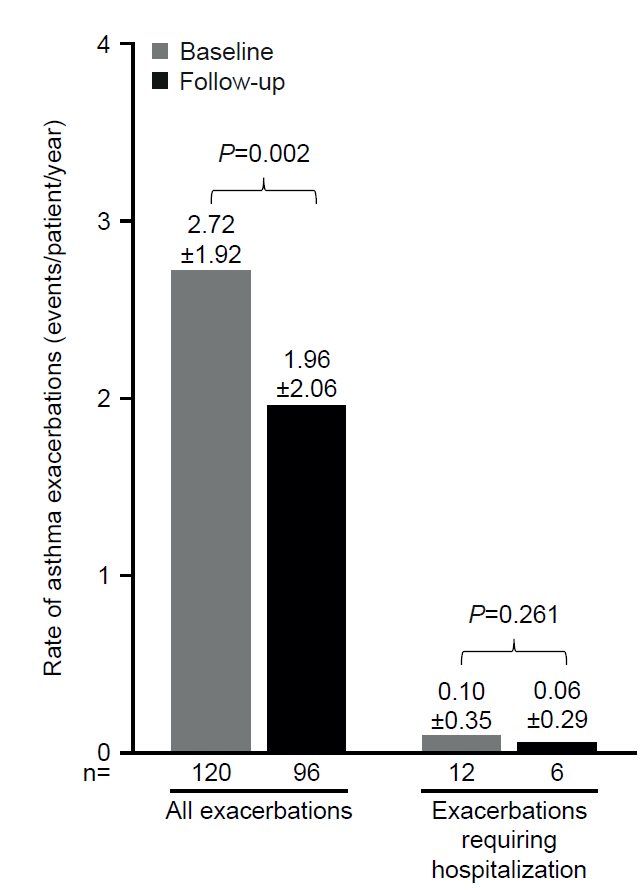 Rate of asthma exacerbations (events/patient/year)
4
3
2
1
0
Baseline
Follow-up
P=0.002
2.72
±1.92
1.96
±2.06
P=0.261
0.10
±0.35
0.06
±0.29
n= 120 96 12 6
All exacerbations
Exacerbations
requiring
hospitalization